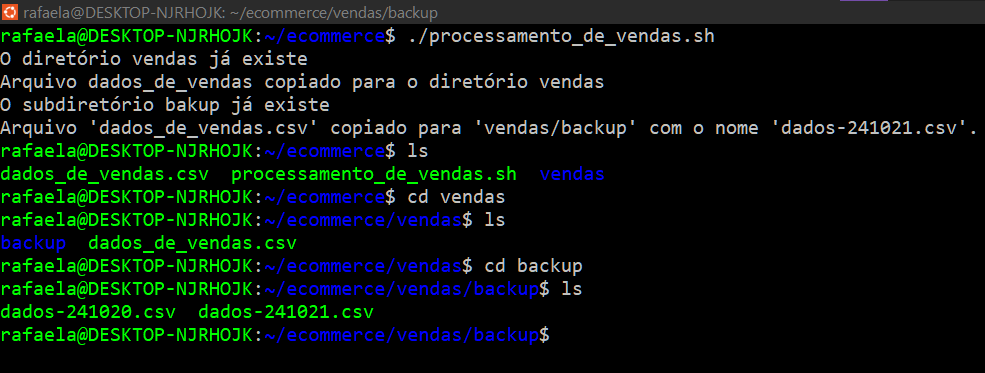 rafaela@DESKTOP-NJRHOJK: ~/ecommerce/vendas/backup
rafaela@DESKTOP-NJRHOJK:~/ecommerce$ ./processamento_de_vendas.sh
O diretório vendas já existe
Arquivo dados_de_vendas copiado para o diretório vendas
O subdiretório bakup já existe
Arquivo 'dados_de_vendas.csv' copiado para 'vendas/backup' com o nome 'dados-241021.csv'.
rafaela@DESKTOP-NJRHOJK:~/ecommerce$ ls
dados_de_vendas.csv  processamento_de_vendas.sh  vendas
rafaela@DESKTOP-NJRHOJK:~/ecommerce$ cd vendas
rafaela@DESKTOP-NJRHOJK:~/ecommerce/vendas$ ls
backup  dados_de_vendas.csv
rafaela@DESKTOP-NJRHOJK:~/ecommerce/vendas$ cd backup
rafaela@DESKTOP-NJRHOJK:~/ecommerce/vendas/backup$ ls
dados-241020.csv  dados-241021.csv
rafaela@DESKTOP-NJRHOJK:~/ecommerce/vendas/backup$